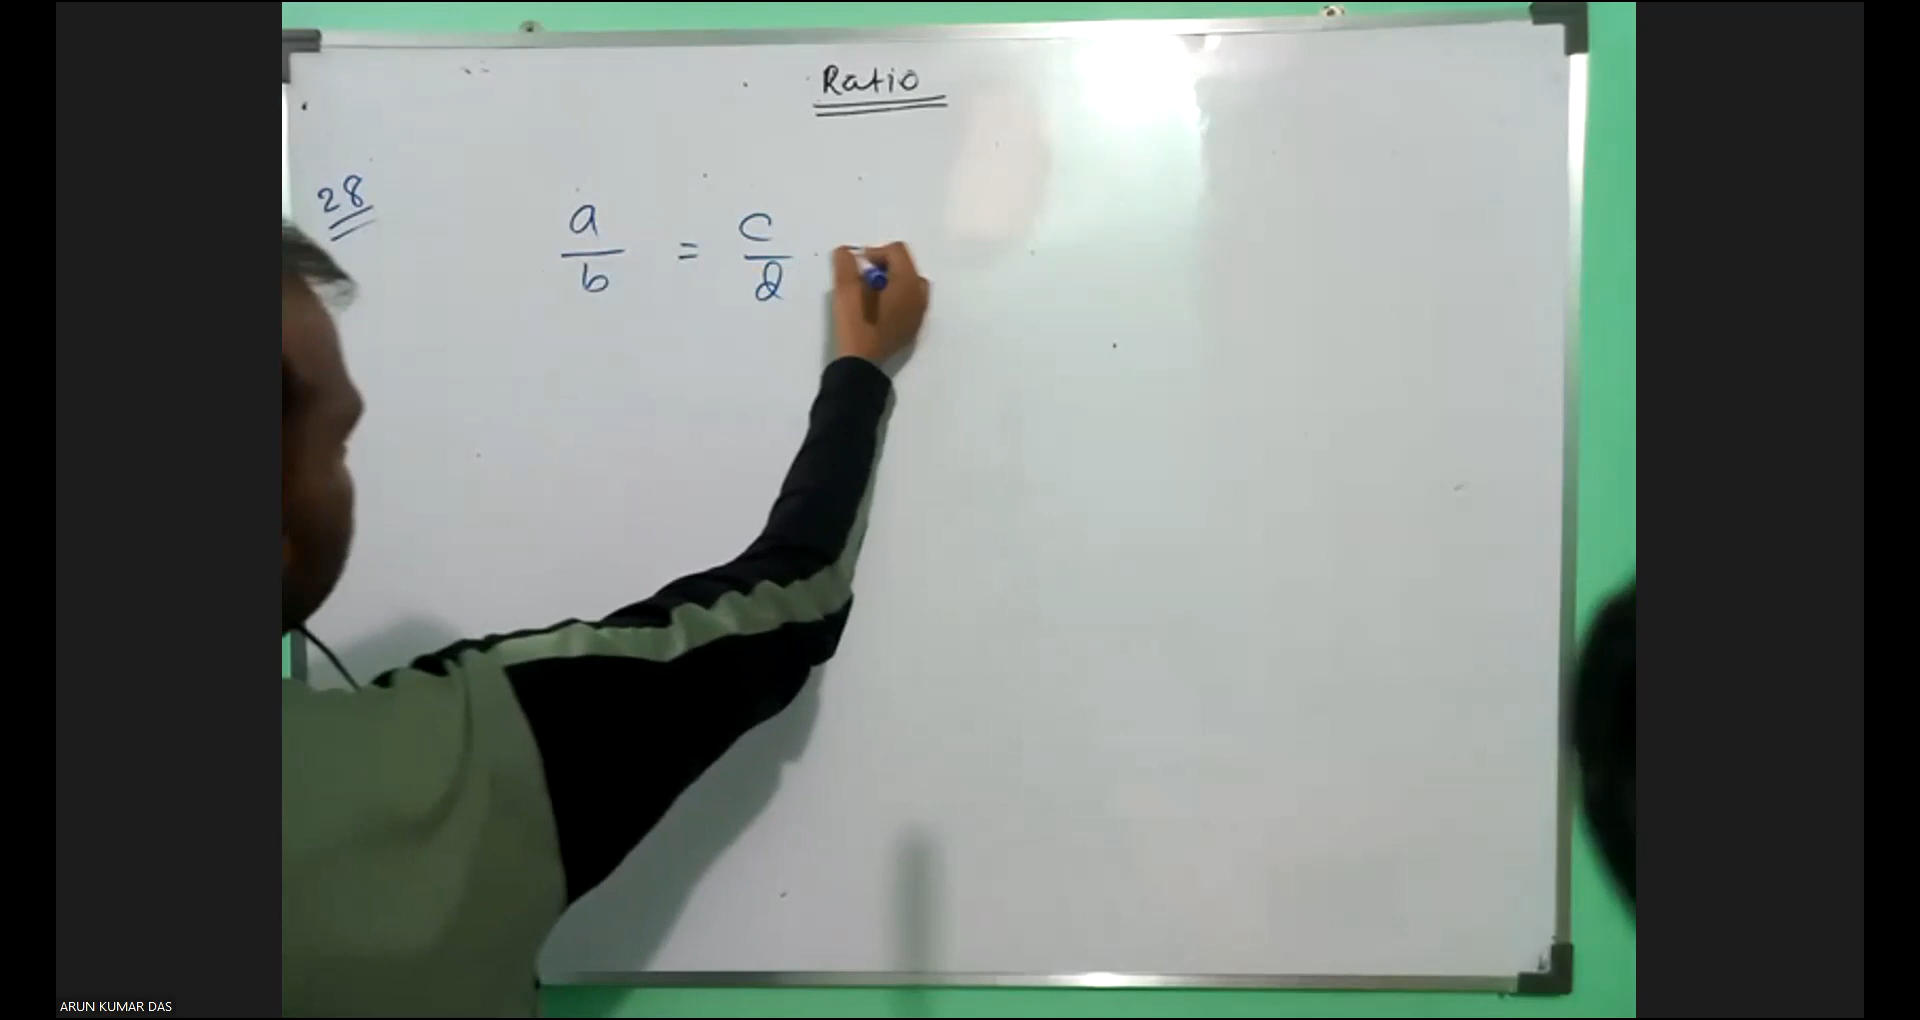 Ratio
28
a/b = c/d
ARUN KUMAR DAS